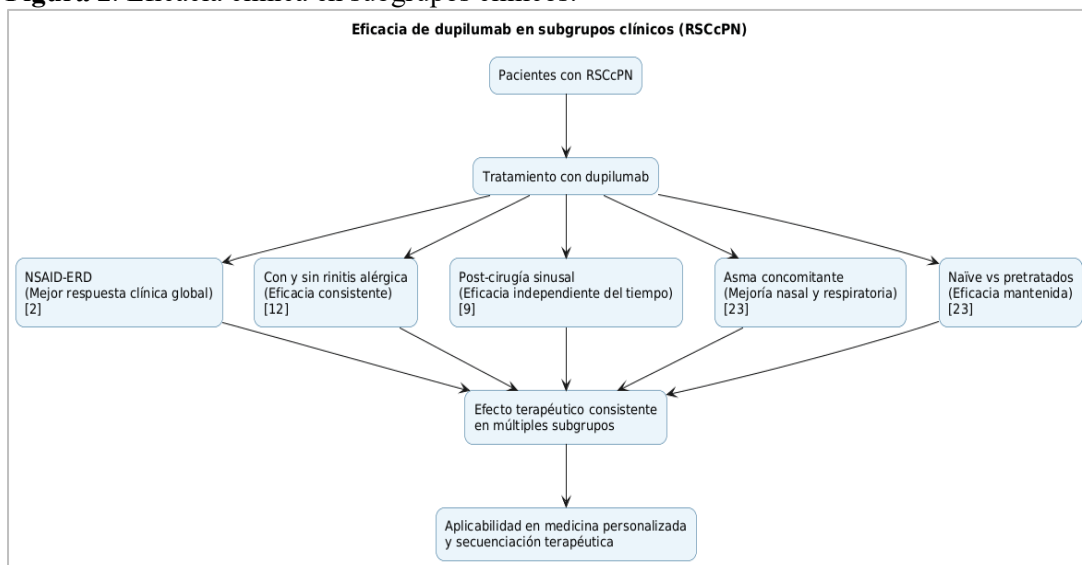 Figura 2. Eficacia clínica en subgrupos clínicos.
Eficacia de dupilumab en subgrupos clínicos (RSCcPN)
Pacientes con RSCcPN
Tratamiento con dupilumab
NSAID-ERD
(Mejor respuesta clínica global)
[2]
Con y sin rinitis alérgica
(Eficacia consistente)
[12]
Post-cirugía sinusal
(Eficacia independiente del tiempo)
[9]
Asma concomitante
(Mejoría nasal y respiratoria)
[23]
Naïve vs pretratados
(Eficacia mantenida)
[23]
Efecto terapéutico consistente
en múltiples subgrupos
Aplicabilidad en medicina personalizada
y secuenciación terapéutica